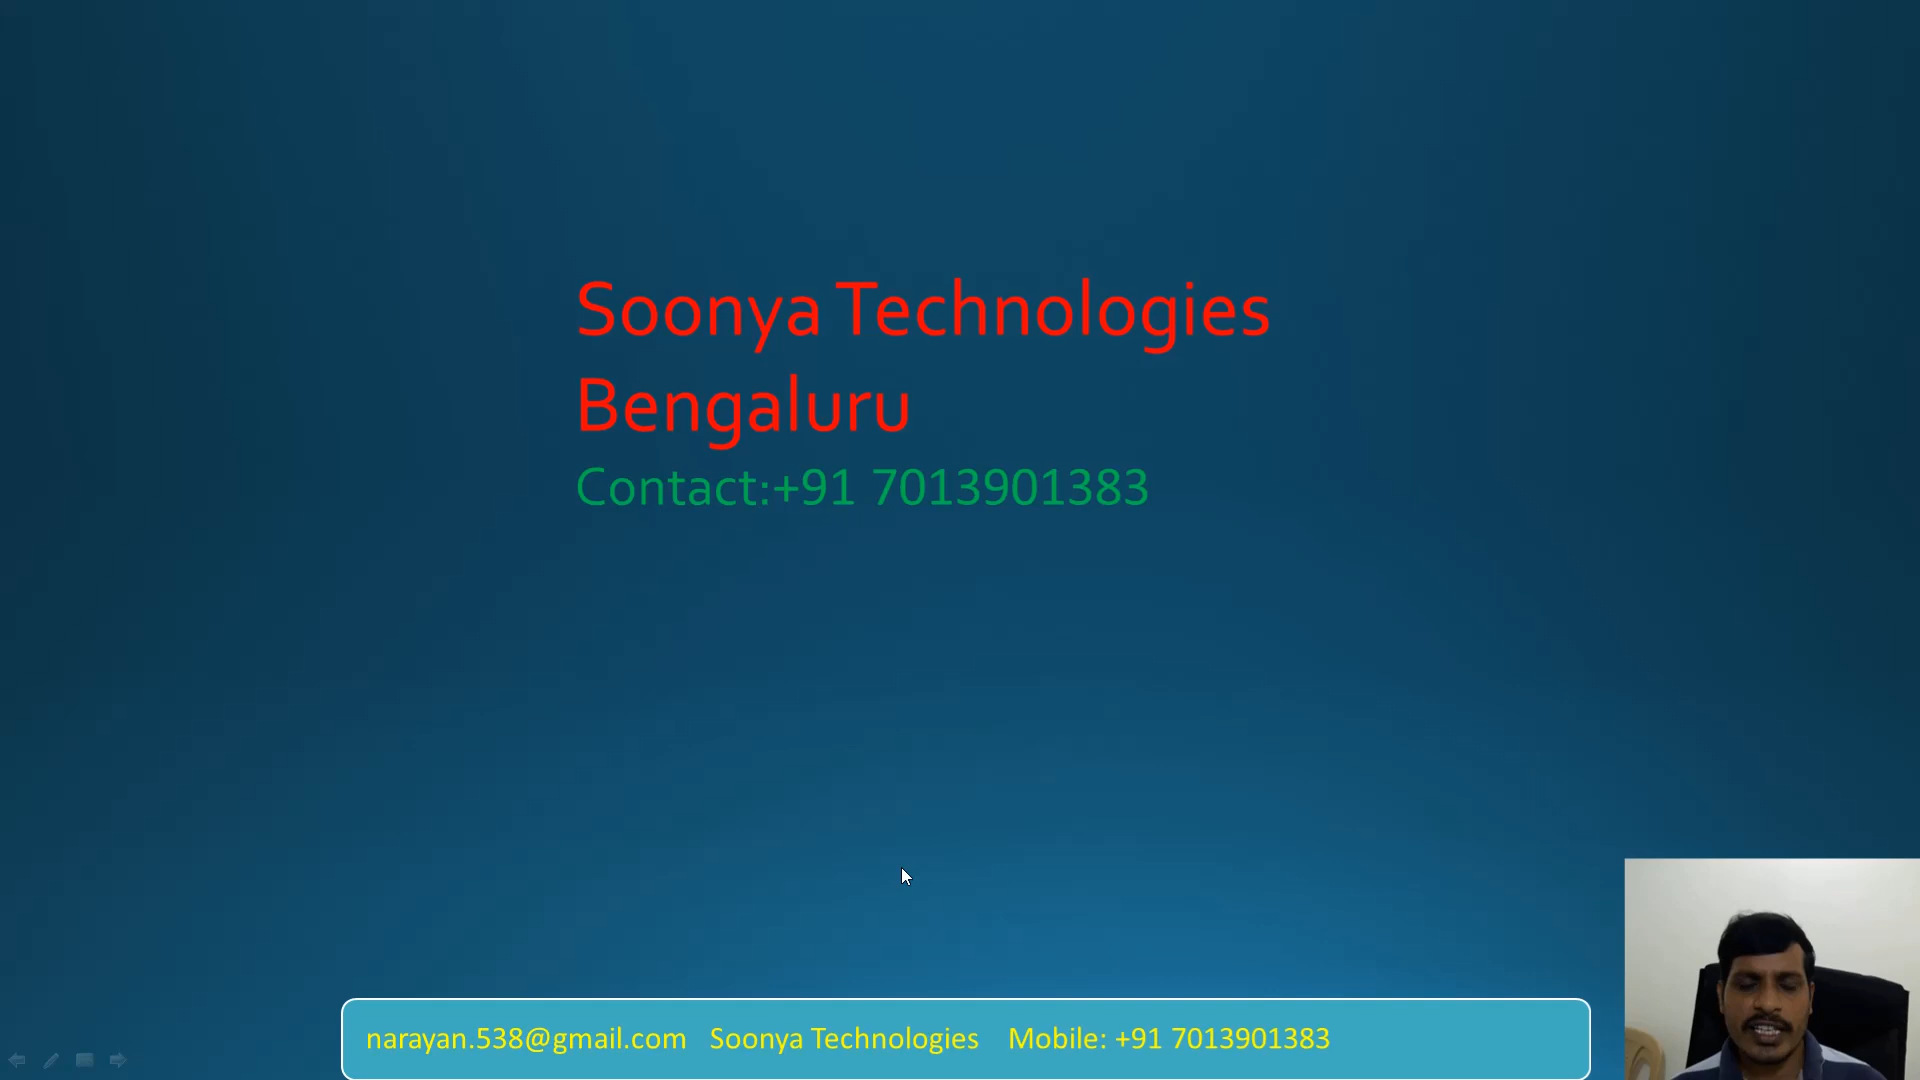 Soonya Technologies
Bengaluru
Contact:+91 7013901383
narayan.538@gmail.com Soonya Technologies Mobile: +91 7013901383